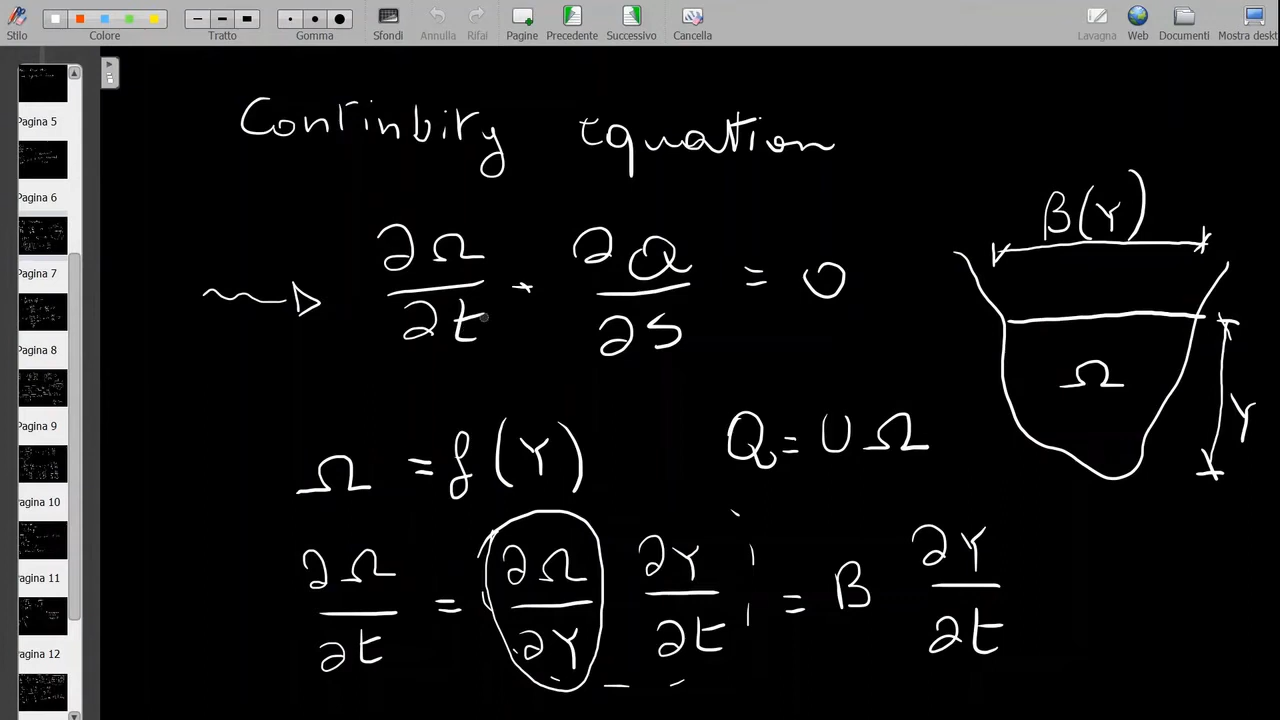 Stilo Colore Tratto Gomma Sfondi Annulla Rifai Pagine Precedente Successivo Cancella Lavagna Web Documenti Mostra deskt
Pagina 5
Pagina 6
Pagina 7
Pagina 8
Pagina 9
Pagina 10
Pagina 11
Pagina 12
Continuity equation
∂Ω/∂t + ∂Q/∂s = 0
B(Y)
Ω
Y
Ω = f(Y)
Q = UΩ
∂Ω/∂t = ∂Ω/∂Y ∂Y/∂t = B ∂Y/∂t